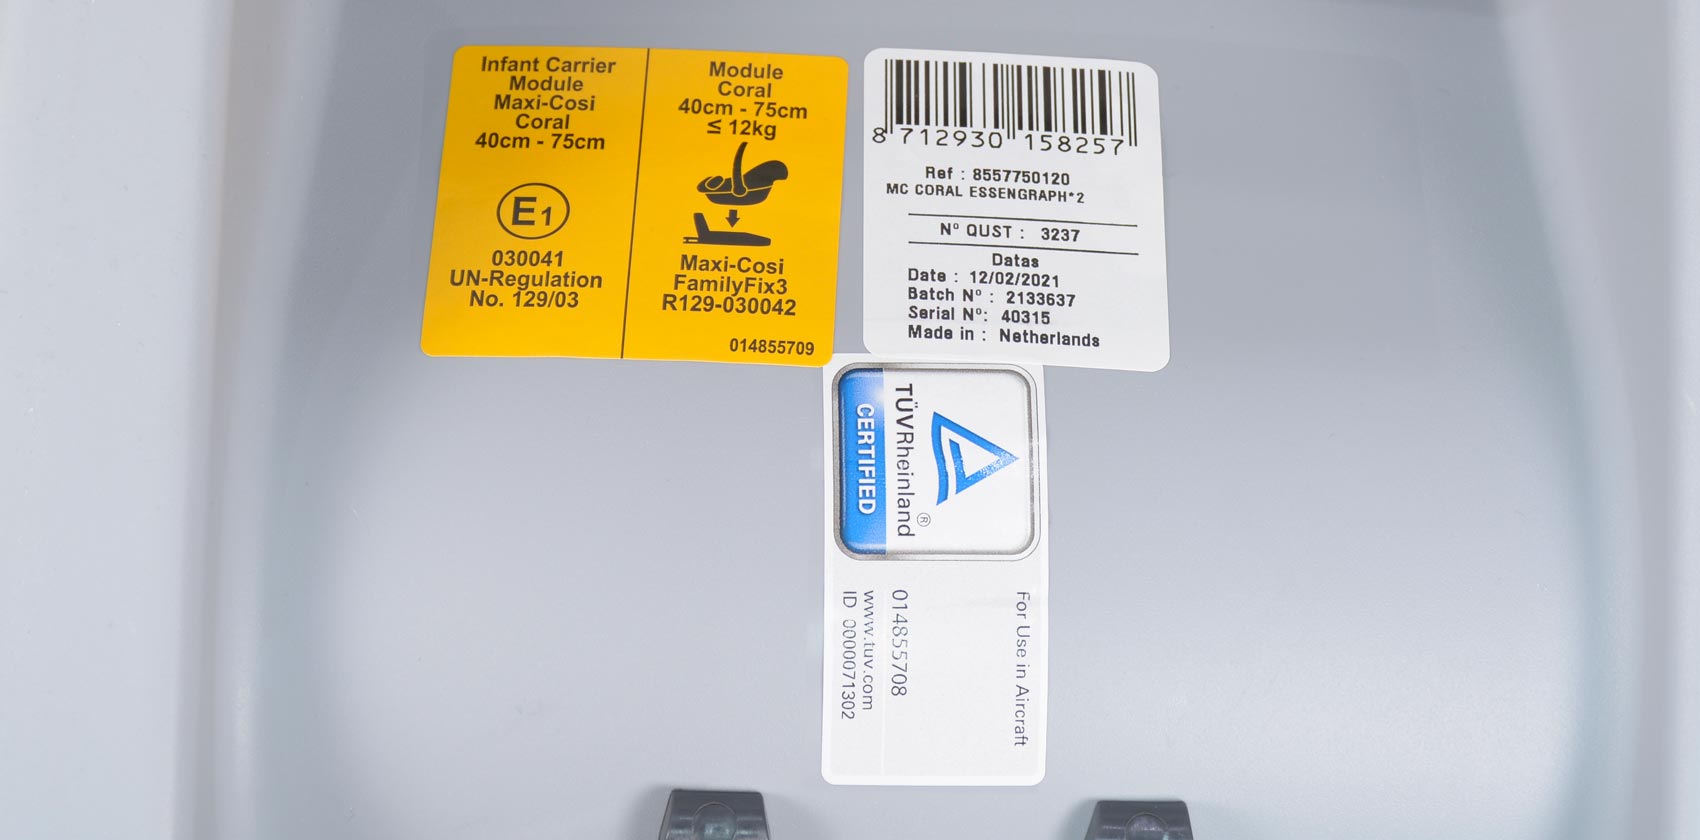 Infant Carrier
Module
Maxi-Cosi
Coral
40cm - 75cm
E1
030041
UN-Regulation
No. 129/03
Module
Coral
40cm - 75cm
≤ 12kg
Maxi-Cosi
FamilyFix3
R129-030042
014855709
8 712930 158257
Ref : 8557750120
MC CORAL ESSENGRAPH*2
Nº QUST : 3237
Datas
Date : 12/02/2021
Batch Nº : 2133637
Serial Nº: 40315
Made in : Netherlands
TÜVRheinland®
CERTIFIED
For Use in Aircraft
014855708
www.tuv.com
ID 0000071302